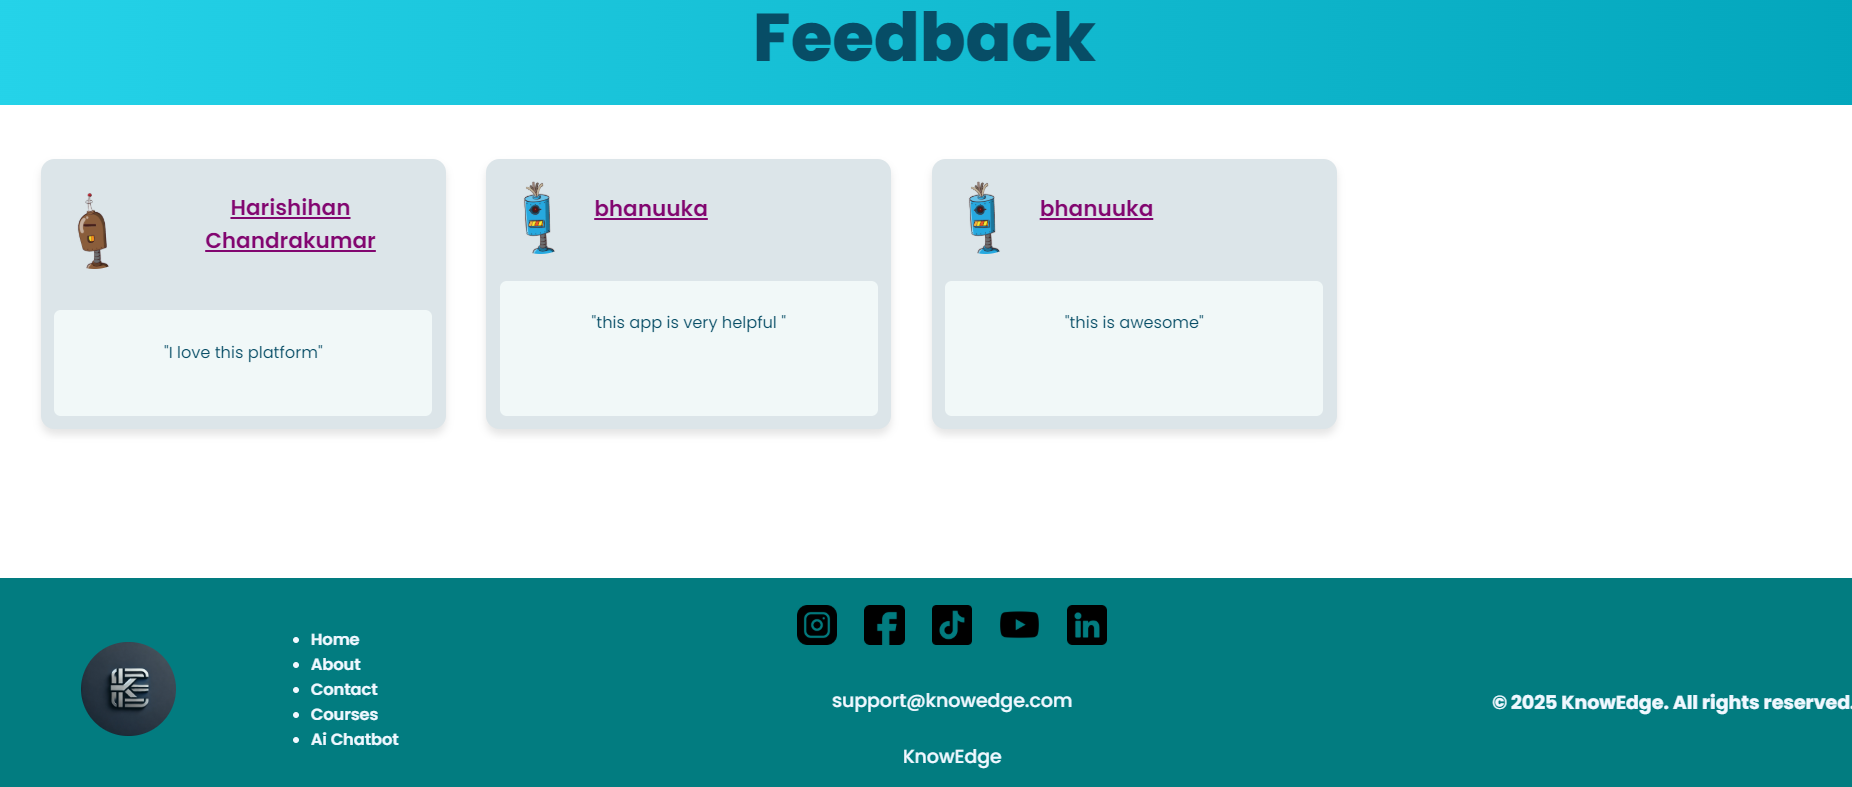 Feedback
Harishihan
Chandrakumar
"I love this platform"
bhanuuka
"this app is very helpful "
bhanuuka
"this is awesome"
Home
About
Contact
Courses
Ai Chatbot
support@knowedge.com
KnowEdge
© 2025 KnowEdge. All rights reserved.